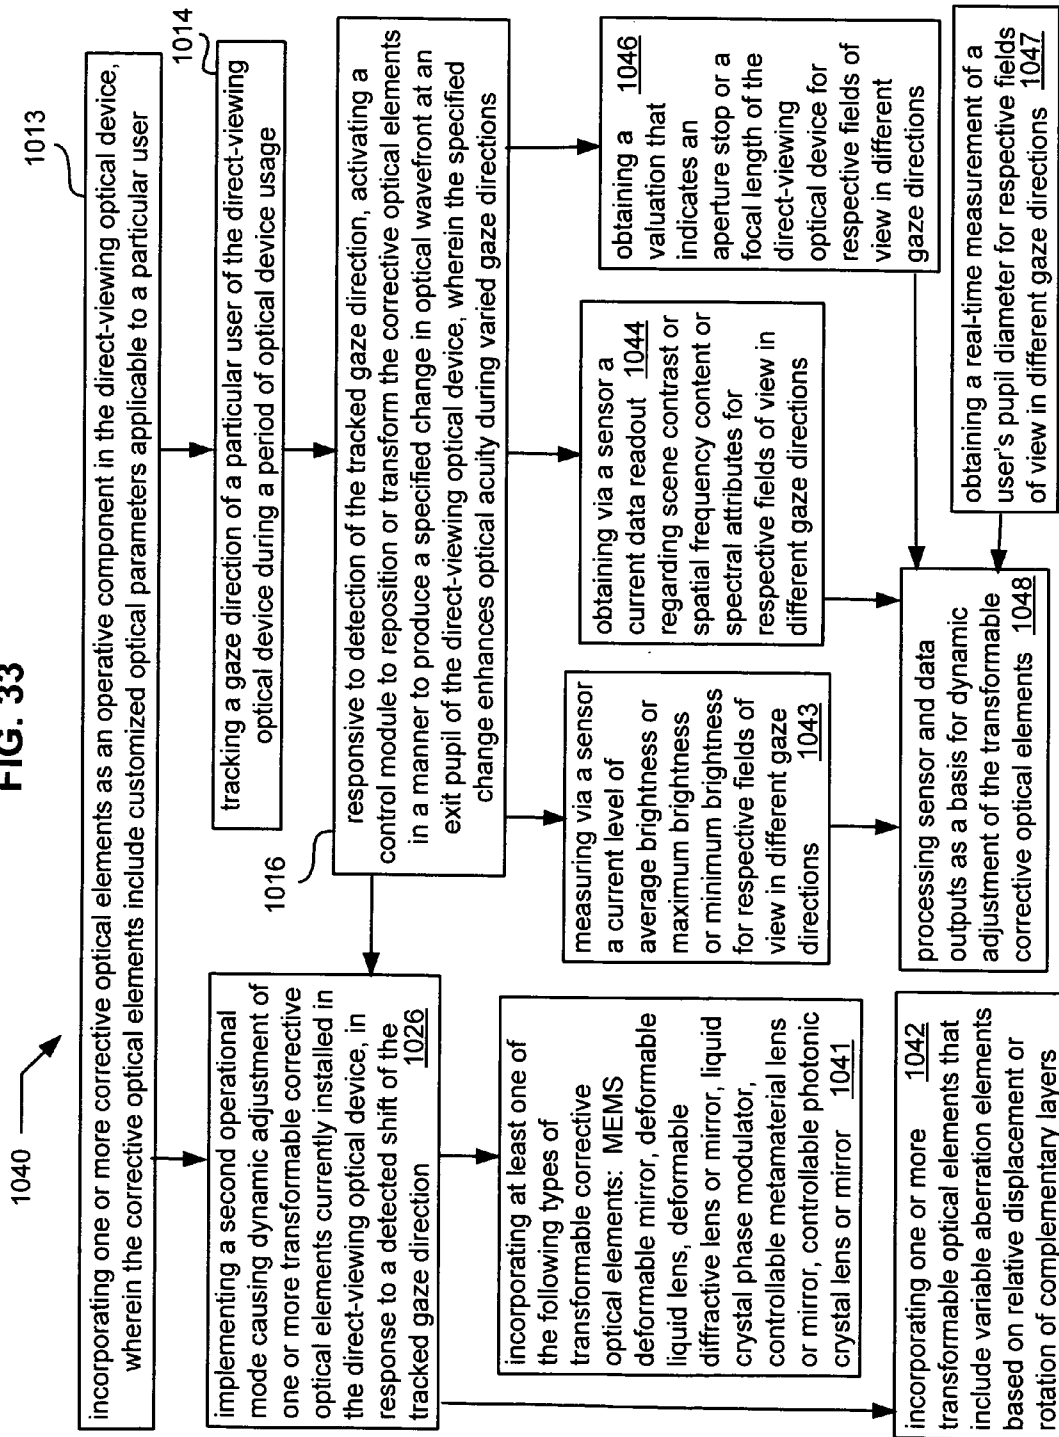 FIG. 33
1040
1013
incorporating one or more corrective optical elements as an operative component in the direct-viewing optical device,
wherein the corrective optical elements include customized optical parameters applicable to a particular user
1014
tracking a gaze direction of a particular user of the direct-viewing
optical device during a period of optical device usage
1016
responsive to detection of the tracked gaze direction, activating a
control module to reposition or transform the corrective optical elements
in a manner to produce a specified change in optical wavefront at an
exit pupil of the direct-viewing optical device, wherein the specified
change enhances optical acuity during varied gaze directions
implementing a second operational
mode causing dynamic adjustment of
one or more transformable corrective
optical elements currently installed in
the direct-viewing optical device, in
response to a detected shift of the
tracked gaze direction 1026
incorporating at least one of
the following types of
transformable corrective
optical elements: MEMS
deformable mirror, deformable
liquid lens, deformable
diffractive lens or mirror, liquid
crystal phase modulator,
controllable metamaterial lens
or mirror, controllable photonic
crystal lens or mirror 1041
incorporating one or more 1042
transformable optical elements that
include variable aberration elements
based on relative displacement or
rotation of complementary layers
measuring via a sensor
a current level of
average brightness or
maximum brightness
or minimum brightness
for respective fields of
view in different gaze
directions 1043
obtaining via a sensor a
current data readout 1044
regarding scene contrast or
spatial frequency content or
spectral attributes for
respective fields of view in
different gaze directions
obtaining a 1046
valuation that
indicates an
aperture stop or a
focal length of the
direct-viewing
optical device for
respective fields of
view in different
gaze directions
obtaining a real-time measurement of a
user's pupil diameter for respective fields
of view in different gaze directions 1047
processing sensor and data
outputs as a basis for dynamic
adjustment of the transformable
corrective optical elements 1048